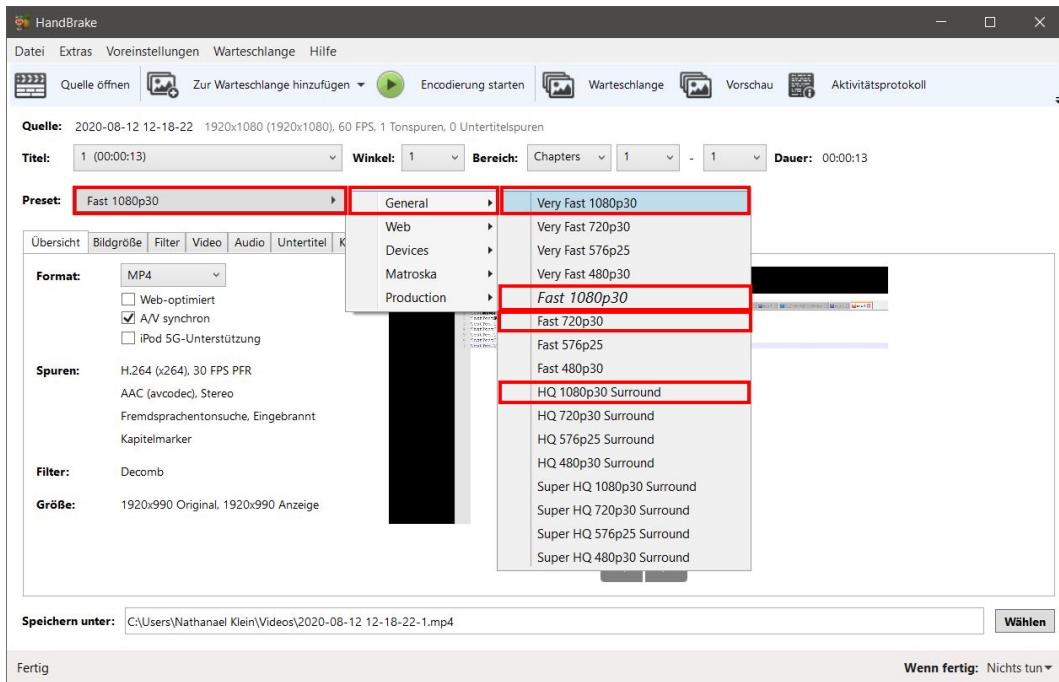 HandBrake
Datei Extras Voreinstellungen Warteschlange Hilfe
Quelle öffnen Zur Warteschlange hinzufügen Encodierung starten Warteschlange Vorschau Aktivitätsprotokoll
Quelle: 2020-08-12 12-18-22 1920x1080 (1920x1080), 60 FPS, 1 Tonspuren, 0 Untertitelspuren
Titel: 1 (00:00:13) Winkel: 1 Bereich: Chapters 1 - 1 Dauer: 00:00:13
Preset: Fast 1080p30
General
Web
Devices
Matroska
Production
Very Fast 1080p30
Very Fast 720p30
Very Fast 576p25
Very Fast 480p30
Fast 1080p30
Fast 720p30
Fast 576p25
Fast 480p30
HQ 1080p30 Surround
HQ 720p30 Surround
HQ 576p25 Surround
HQ 480p30 Surround
Super HQ 1080p30 Surround
Super HQ 720p30 Surround
Super HQ 576p25 Surround
Super HQ 480p30 Surround
Übersicht Bildgröße Filter Video Audio Untertitel K
Format: MP4
Web-optimiert
A/V synchron
iPod 5G-Unterstützung
Spuren: H.264 (x264), 30 FPS PFR
AAC (avcodec), Stereo
Fremdsprachentonsuche, Eingebrannt
Kapitelmarker
Filter: Decomb
Größe: 1920x990 Original, 1920x990 Anzeige
Speichern unter: C:\Users\Nathanael Klein\Videos\2020-08-12 12-18-22-1.mp4 Wählen
Fertig Wenn fertig: Nichts tun